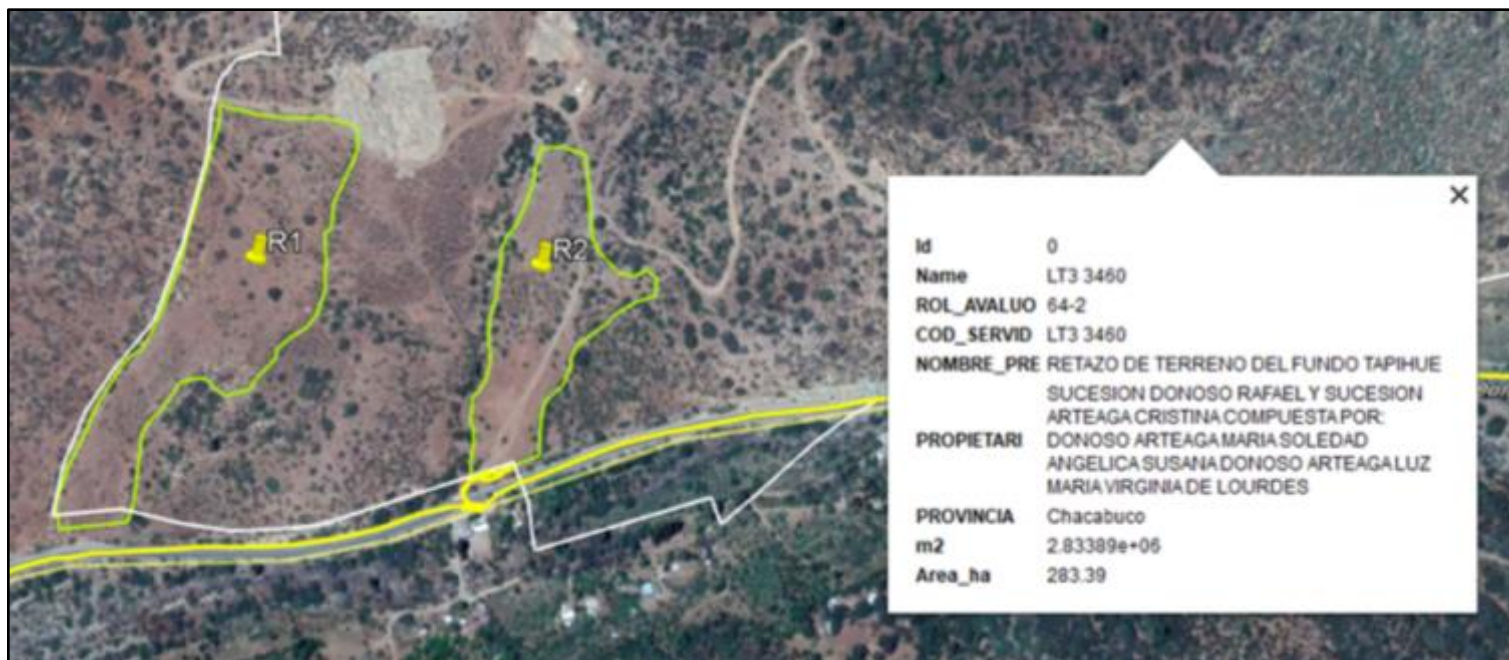 R1
R2
Id 0
Name LT3 3460
ROL_AVALUO 64-2
COD_SERVID LT3 3460
NOMBRE_PRE RETAZO DE TERRENO DEL FUNDO TAPIHUE
SUCESION DONOSO RAFAEL Y SUCESION
ARTEAGA CRISTINA COMPUESTA POR:
PROPIETARI DONOSO ARTEAGA MARIA SOLEDAD
ANGELICA SUSANA DONOSO ARTEAGA LUZ
MARIA VIRGINIA DE LOURDES
PROVINCIA Chacabuco
m2 2.83389e+06
Area_ha 283.39